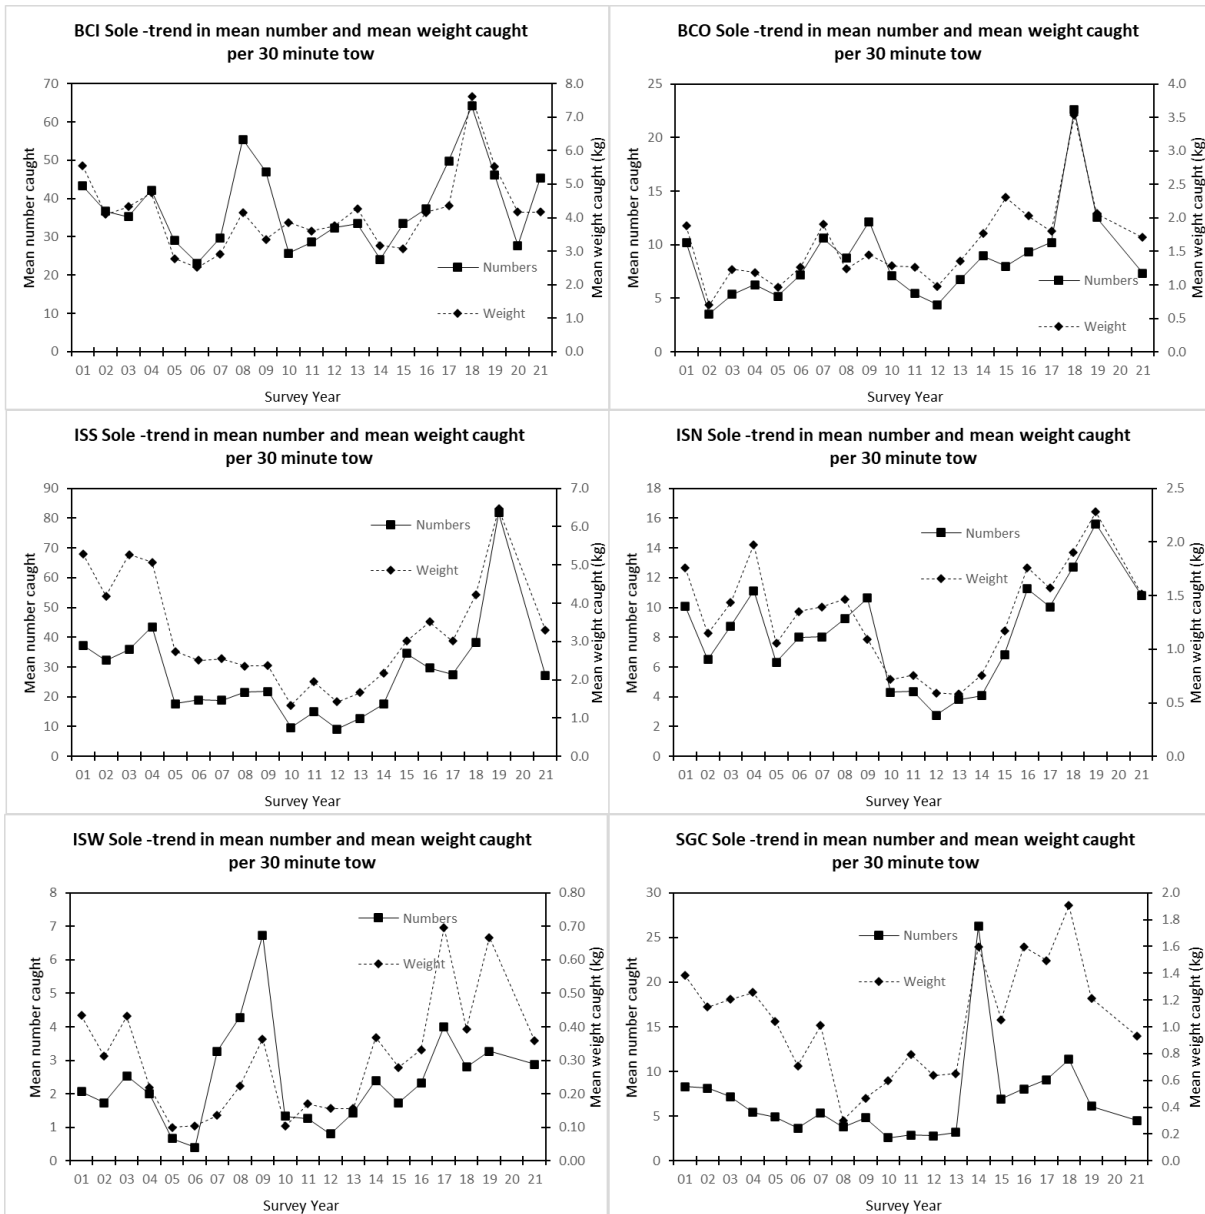 BCI Sole -trend in mean number and mean weight caught
per 30 minute tow
Mean number caught
70
60
50
40
30
20
10
0
8.0
7.0
6.0
5.0
4.0
3.0
2.0
1.0
0.0
Mean weight caught (kg)
Numbers
Weight
01 02 03 04 05 06 07 08 09 10 11 12 13 14 15 16 17 18 19 20 21
Survey Year
BCO Sole -trend in mean number and mean weight caught
per 30 minute tow
Mean number caught
25
20
15
10
5
0
4.0
3.5
3.0
2.5
2.0
1.5
1.0
0.5
0.0
Mean weight caught (kg)
Numbers
Weight
01 02 03 04 05 06 07 08 09 10 11 12 13 14 15 16 17 18 19 20 21
Survey Year
ISS Sole -trend in mean number and mean weight caught
per 30 minute tow
Mean number caught
90
80
70
60
50
40
30
20
10
0
7.0
6.0
5.0
4.0
3.0
2.0
1.0
0.0
Mean weight caught (kg)
Numbers
Weight
01 02 03 04 05 06 07 08 09 10 11 12 13 14 15 16 17 18 19 20 21
Survey Year
ISN Sole -trend in mean number and mean weight caught
per 30 minute tow
Mean number caught
18
16
14
12
10
8
6
4
2
0
2.5
2.0
1.5
1.0
0.5
0.0
Mean weight caught (kg)
Numbers
Weight
01 02 03 04 05 06 07 08 09 10 11 12 13 14 15 16 17 18 19 20 21
Survey Year
ISW Sole -trend in mean number and mean weight caught
per 30 minute tow
Mean number caught
8
7
6
5
4
3
2
1
0
0.80
0.70
0.60
0.50
0.40
0.30
0.20
0.10
0.00
Mean weight caught (kg)
Numbers
Weight
01 02 03 04 05 06 07 08 09 10 11 12 13 14 15 16 17 18 19 20 21
Survey Year
SGC Sole -trend in mean number and mean weight caught
per 30 minute tow
Mean number caught
30
25
20
15
10
5
0
2.0
1.8
1.6
1.4
1.2
1.0
0.8
0.6
0.4
0.2
0.0
Mean weight caught (kg)
Numbers
Weight
01 02 03 04 05 06 07 08 09 10 11 12 13 14 15 16 17 18 19 20 21
Survey Year